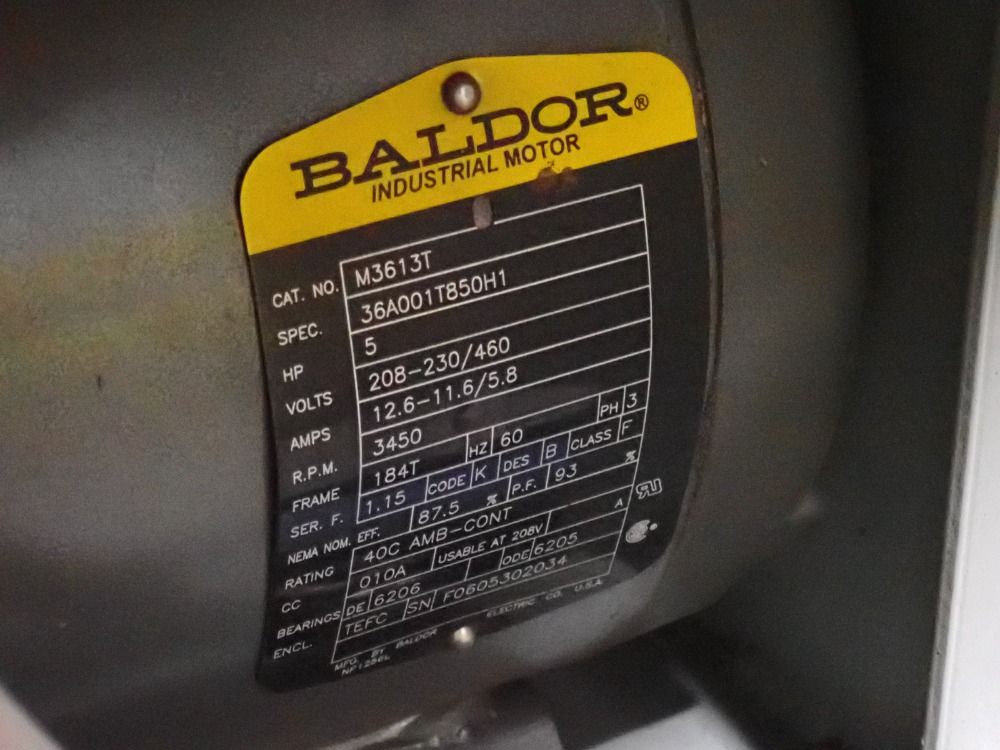 BALDOR®
INDUSTRIAL MOTOR
CAT. NO. M3613T
SPEC. 36A001T850H1
HP 5
VOLTS 208-230/460
AMPS 12.6-11.6/5.8
R.P.M. 3450 HZ 60 PH 3
FRAME 184T
SER. F. 1.15 CODE K DES B CLASS F
NEMA NOM. EFF. 87.5 % P.F. 93 %
RATING 40C AMB-CONT
CC 010A USABLE AT 208V A
BEARINGS DE 6206 ODE 6205
ENCL. TEFC SN F0605302034
MFG. BY BALDOR ELECTRIC CO. U.S.A.
NP1256L